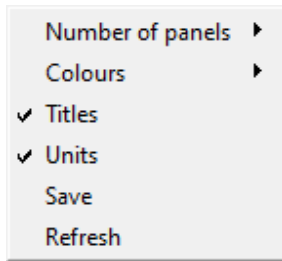 Number of panels
Colours
Titles
Units
Save
Refresh